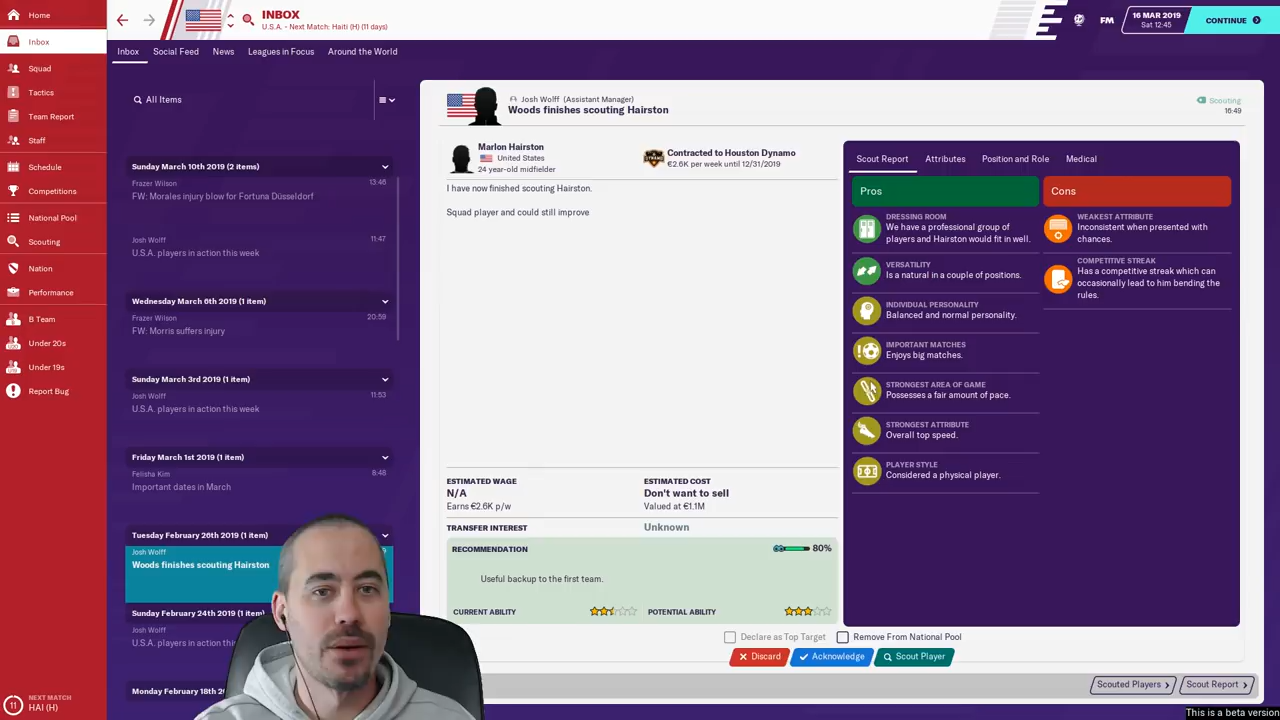 Home
Inbox
Squad
Tactics
Team Report
Staff
Schedule
Competitions
National Pool
Scouting
Nation
Performance
B Team
Under 20s
Under 19s
Report Bug
11
NEXT MATCH
HAI (H)
INBOX
U.S.A. - Next Match: Haiti (H) (11 days)
FM
16 MAR 2019
Sat 12:45
CONTINUE
Inbox
Social Feed
News
Leagues in Focus
Around the World
All Items
Sunday March 10th 2019 (2 items)
Frazer Wilson
13:46
FW: Morales injury blow for Fortuna Düsseldorf
Josh Wolff
11:47
U.S.A. players in action this week
Wednesday March 6th 2019 (1 item)
Frazer Wilson
20:59
FW: Morris suffers injury
Sunday March 3rd 2019 (1 item)
Josh Wolff
11:53
U.S.A. players in action this week
Friday March 1st 2019 (1 item)
Felisha Kim
8:48
Important dates in March
Tuesday February 26th 2019 (1 item)
Josh Wolff
Woods finishes scouting Hairston
Sunday February 24th 2019 (1 item)
Josh Wolff
U.S.A. players in action thi
Monday February 18th 2
Josh Wolff (Assistant Manager)
Woods finishes scouting Hairston
Scouting
16:49
Marlon Hairston
United States
24 year-old midfielder
Contracted to Houston Dynamo
€2.6K per week until 12/31/2019
I have now finished scouting Hairston.
Squad player and could still improve
ESTIMATED WAGE
N/A
Earns €2.6K p/w
ESTIMATED COST
Don't want to sell
Valued at €1.1M
TRANSFER INTEREST
Unknown
RECOMMENDATION
80%
Useful backup to the first team.
CURRENT ABILITY
POTENTIAL ABILITY
Scout Report
Attributes
Position and Role
Medical
Pros
DRESSING ROOM
We have a professional group of
players and Hairston would fit in well.
VERSATILITY
Is a natural in a couple of positions.
INDIVIDUAL PERSONALITY
Balanced and normal personality.
IMPORTANT MATCHES
Enjoys big matches.
STRONGEST AREA OF GAME
Possesses a fair amount of pace.
STRONGEST ATTRIBUTE
Overall top speed.
PLAYER STYLE
Considered a physical player.
Cons
WEAKEST ATTRIBUTE
Inconsistent when presented with
chances.
COMPETITIVE STREAK
Has a competitive streak which can
occasionally lead to him bending the
rules.
Declare as Top Target
Remove From National Pool
Discard
Acknowledge
Scout Player
Scouted Players
Scout Report
This is a beta version